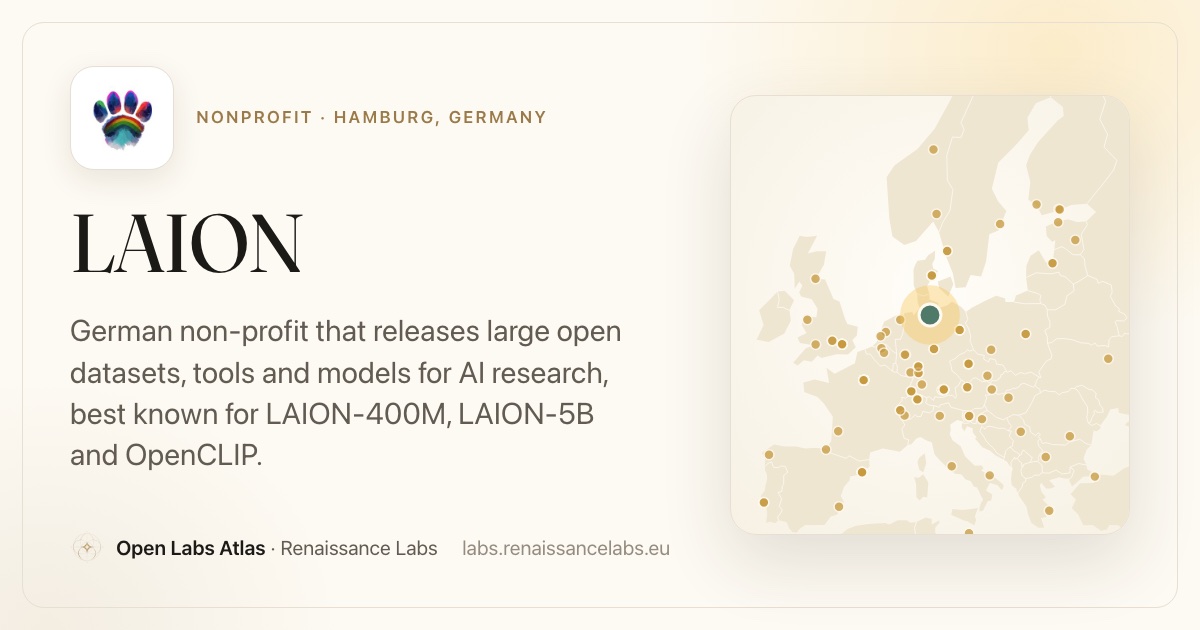 NONPROFIT · HAMBURG, GERMANY
LAION
German non-profit that releases large open
datasets, tools and models for AI research,
best known for LAION-400M, LAION-5B
and OpenCLIP.
Open Labs Atlas · Renaissance Labs labs.renaissancelabs.eu